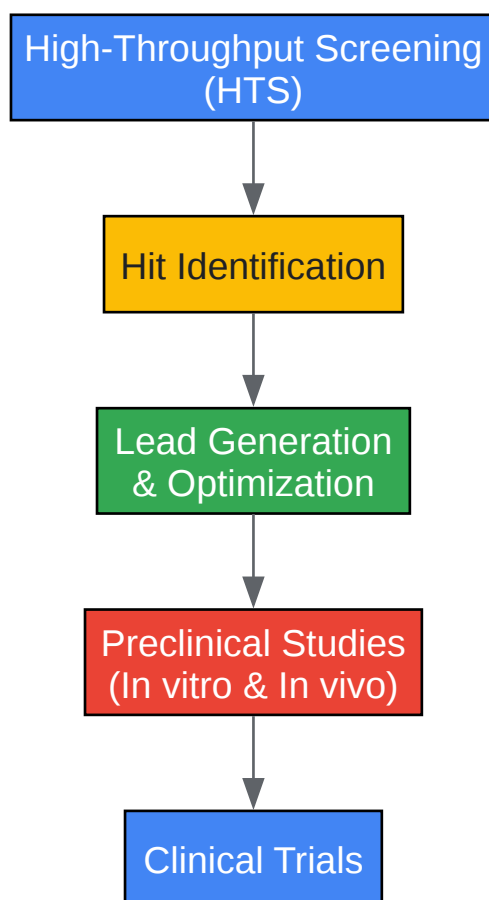 High-Throughput Screening
(HTS)
Hit Identification
Lead Generation
& Optimization
Preclinical Studies
(In vitro & In vivo)
Clinical Trials